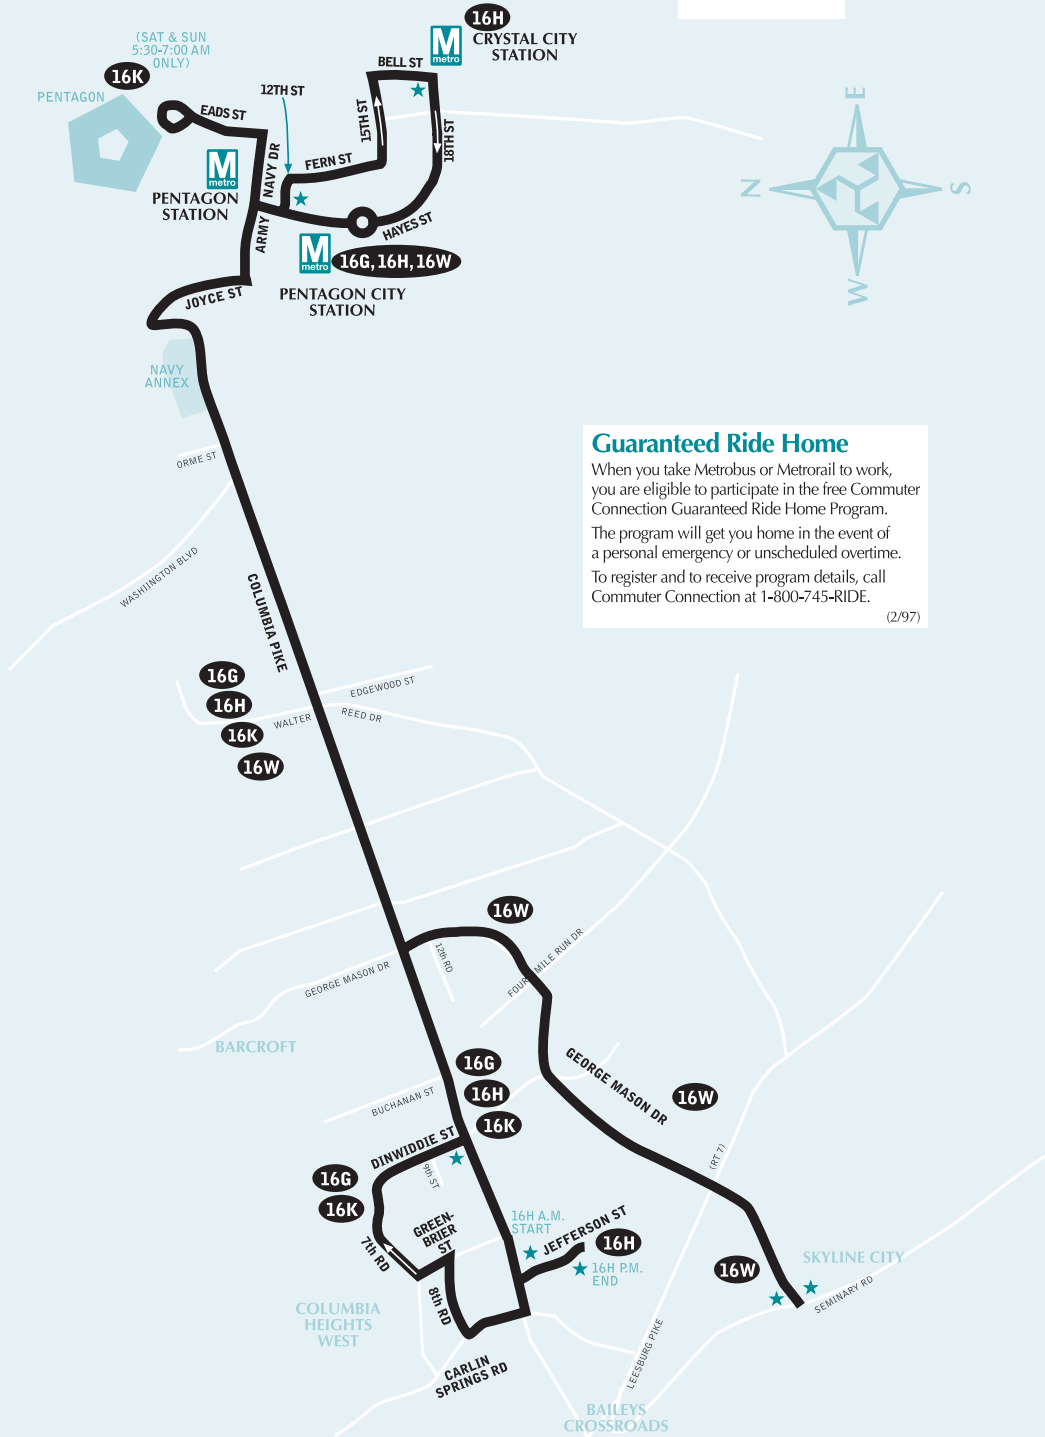 16H
CRYSTAL CITY
STATION
M
metro
(SAT & SUN
5:30-7:00 AM
ONLY)
16K
PENTAGON
EADS ST
12TH ST
BELL ST
15TH ST
18TH ST
FERN ST
NAVY DR
ARMY
HAYES ST
M
metro
PENTAGON
STATION
M
metro
16G, 16H, 16W
PENTAGON CITY
STATION
JOYCE ST
E
N
S
W
NAVY
ANNEX
ORME ST
WASHIINGTON BLVD
COLUMBIA PIKE
Guaranteed Ride Home
When you take Metrobus or Metrorail to work,
you are eligible to participate in the free Commuter
Connection Guaranteed Ride Home Program.
The program will get you home in the event of
a personal emergency or unscheduled overtime.
To register and to receive program details, call
Commuter Connection at 1-800-745-RIDE.
(2/97)
16G
16H
16K
16W
EDGEWOOD ST
WALTER
REED DR
16W
12th RD
GEORGE MASON DR
FOUR MILE RUN DR
BARCROFT
16G
16H
16K
GEORGE MASON DR
16W
BUCHANAN ST
DINWIDDIE ST
9th ST
16G
16K
(RT 7)
GREEN-
BRIER
ST
7th RD
8th RD
16H A.M.
START
JEFFERSON ST
16H
16H P.M.
END
16W
SKYLINE CITY
SEMINARY RD
COLUMBIA
HEIGHTS
WEST
CARLIN
SPRINGS RD
LEESBURG PIKE
BAILEYS
CROSSROADS